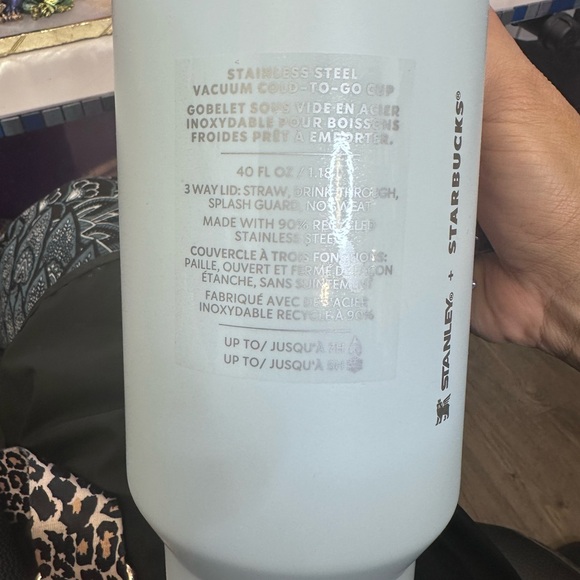 STAINLESS STEEL
VACUUM COLD-TO-GO CUP
GOBELET SOUS VIDE EN ACIER
INOXYDABLE POUR BOISSONS
FROIDES PRÊT À EMPORTER.
40 FL OZ / 1.18
3 WAY LID: STRAW, DRINK THROUGH,
SPLASH GUARD, NO SWEAT
MADE WITH 90% RECYCLED
STAINLESS STEEL
COUVERCLE À TROIS FONCTIONS:
PAILLE, OUVERT ET FERMÉ DE FAÇON
ÉTANCHE, SANS SUINTEMENT
FABRIQUÉ AVEC DE L'ACIER
INOXYDABLE RECYCLÉ À 90%
UP TO/ JUSQU'À
UP TO/ JUSQU'À
STANLEY® + STARBUCKS®